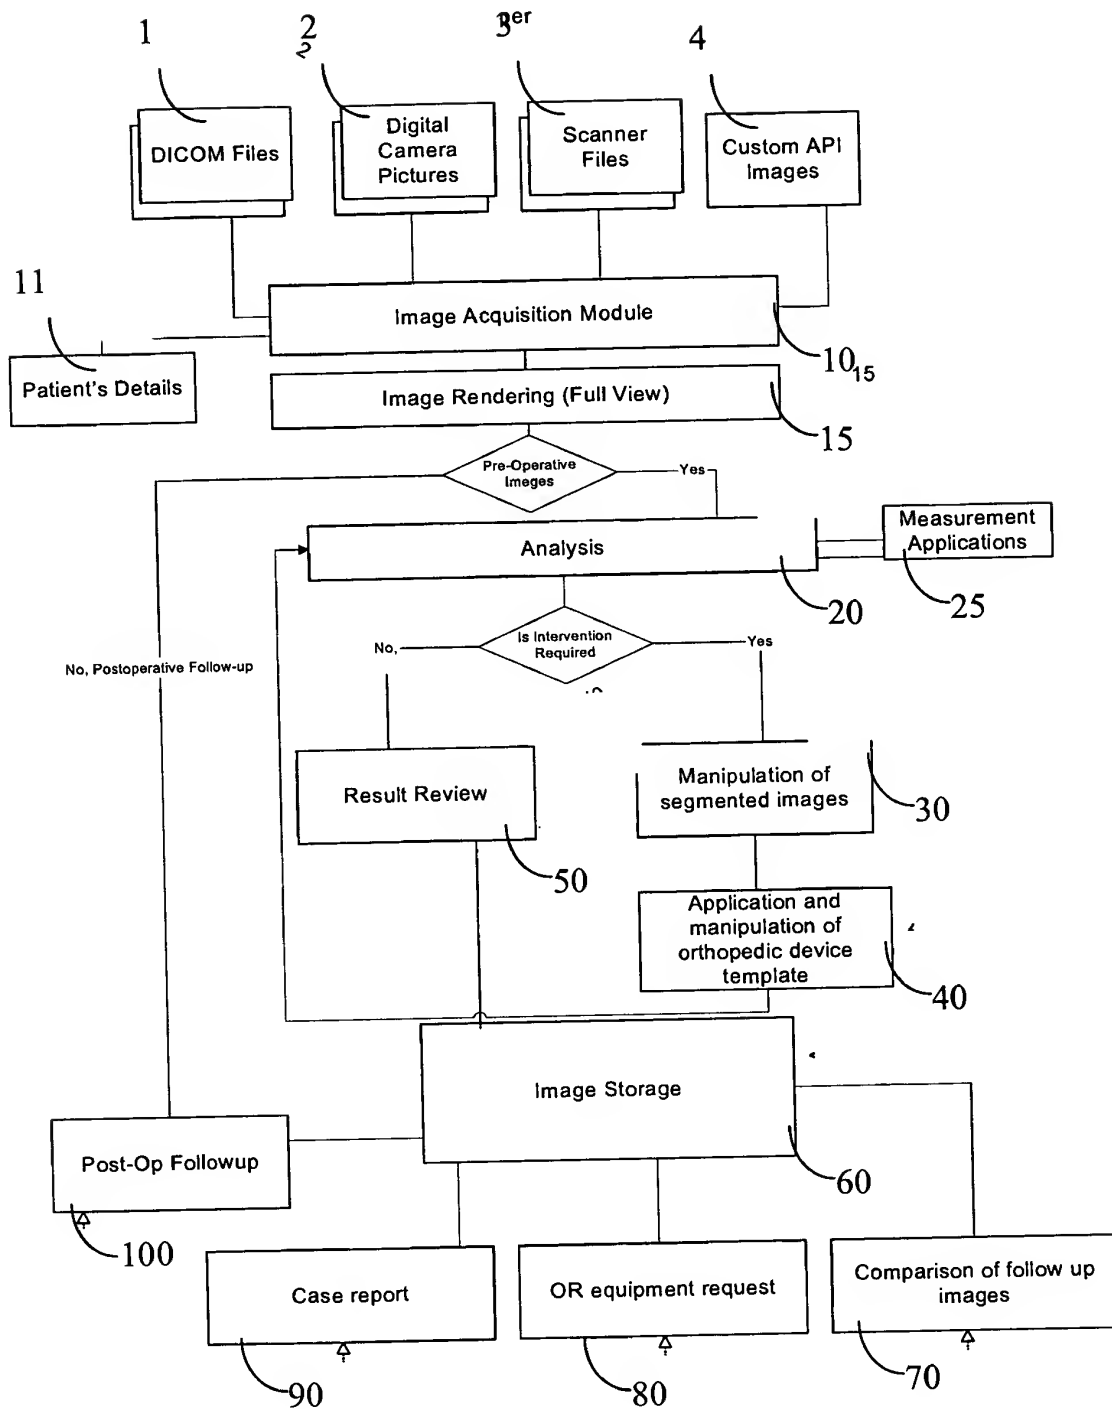 1
2
2
3
4
DICOM Files
Digital
Camera
Pictures
Scanner
Files
Custom API
Images
11
Image Acquisition Module
10
15
Patient's Details
Image Rendering (Full View)
15
Pre-Operative
Imeges
Yes
Measurement
Applications
Analysis
20
25
Is Intervention
Required
No,
Yes
No, Postoperative Follow-up
Result Review
Manipulation of
segmented images
30
50
Application and
manipulation of
orthopedic device
template
40
Image Storage
Post-Op Followup
60
100
Case report
OR equipment request
Comparison of follow up
images
90
80
70